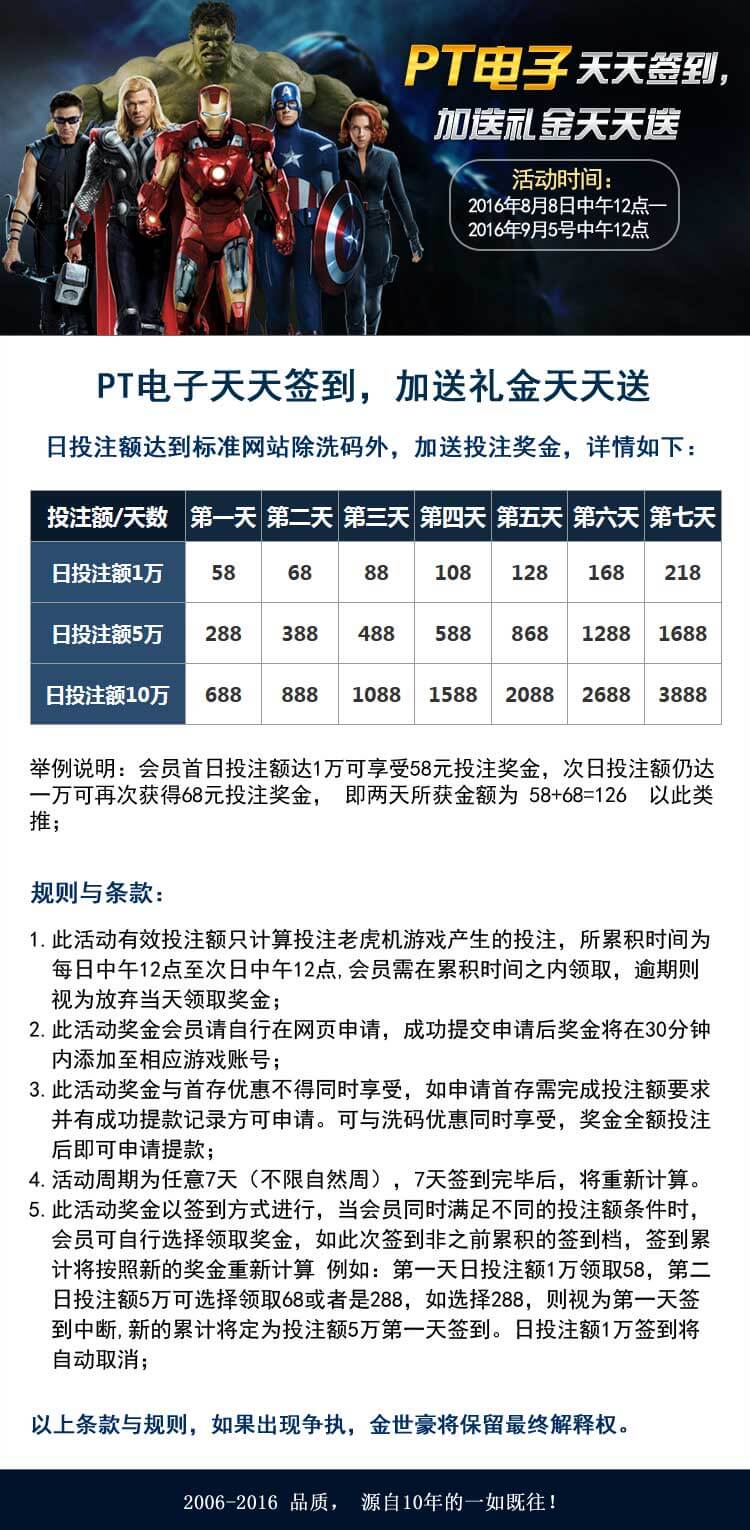 PT电子 天天签到,
加送礼金天天送
活动时间：
2016年8月8日中午12点一
2016年9月5号中午12点
PT电子天天签到，加送礼金天天送
日投注额达到标准网站除洗码外，加送投注奖金，详情如下：
投注额/天数 第一天 第二天 第三天 第四天 第五天 第六天 第七天
日投注额1万 58 68 88 108 128 168 218
日投注额5万 288 388 488 588 868 1288 1688
日投注额10万 688 888 1088 1588 2088 2688 3888
举例说明：会员首日投注额达1万可享受58元投注奖金，次日投注额仍达
一万可再次获得68元投注奖金， 即两天所获金额为 58+68=126 以此类
推；
规则与条款：
1. 此活动有效投注额只计算投注老虎机游戏产生的投注，所累积时间为
每日中午12点至次日中午12点,会员需在累积时间之内领取，逾期则
视为放弃当天领取奖金；
2. 此活动奖金会员请自行在网页申请，成功提交申请后奖金将在30分钟
内添加至相应游戏账号；
3. 此活动奖金与首存优惠不得同时享受，如申请首存需完成投注额要求
并有成功提款记录方可申请。可与洗码优惠同时享受，奖金全额投注
后即可申请提款；
4. 活动周期为任意7天（不限自然周），7天签到完毕后，将重新计算。
5. 此活动奖金以签到方式进行，当会员同时满足不同的投注额条件时，
会员可自行选择领取奖金，如此次签到非之前累积的签到档，签到累
计将按照新的奖金重新计算 例如：第一天日投注额1万领取58，第二
日投注额5万可选择领取68或者是288，如选择288，则视为第一天签
到中断,新的累计将定为投注额5万第一天签到。日投注额1万签到将
自动取消；
以上条款与规则，如果出现争执，金世豪将保留最终解释权。
2006-2016 品质， 源自10年的一如既往！